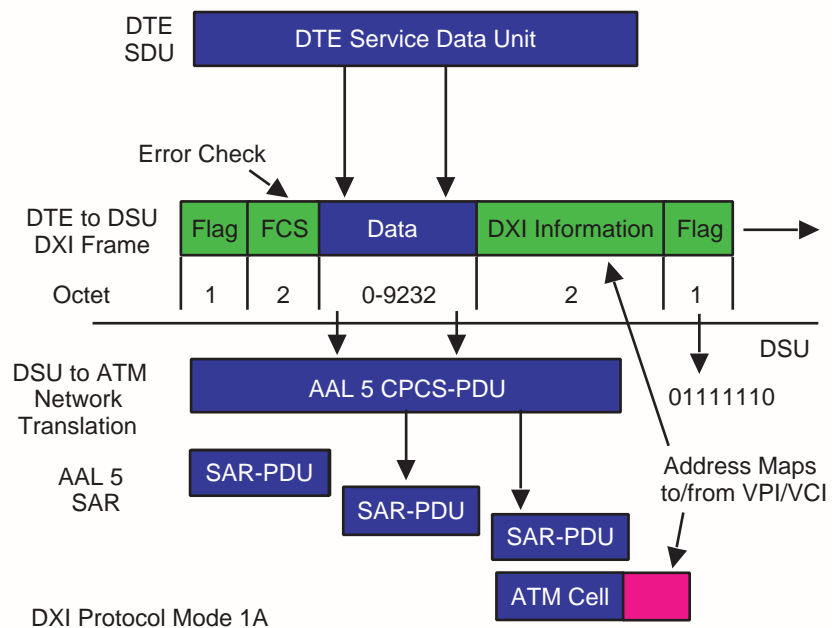 DTE
SDU
DTE Service Data Unit
Error Check
DTE to DSU
DXI Frame
Flag
FCS
Data
DXI Information
Flag
Octet
1
2
0-9232
2
1
DSU
DSU to ATM
Network
Translation
AAL 5 CPCS-PDU
01111110
AAL 5
SAR
SAR-PDU
SAR-PDU
SAR-PDU
Address Maps
to/from VPI/VCI
ATM Cell
DXI Protocol Mode 1A